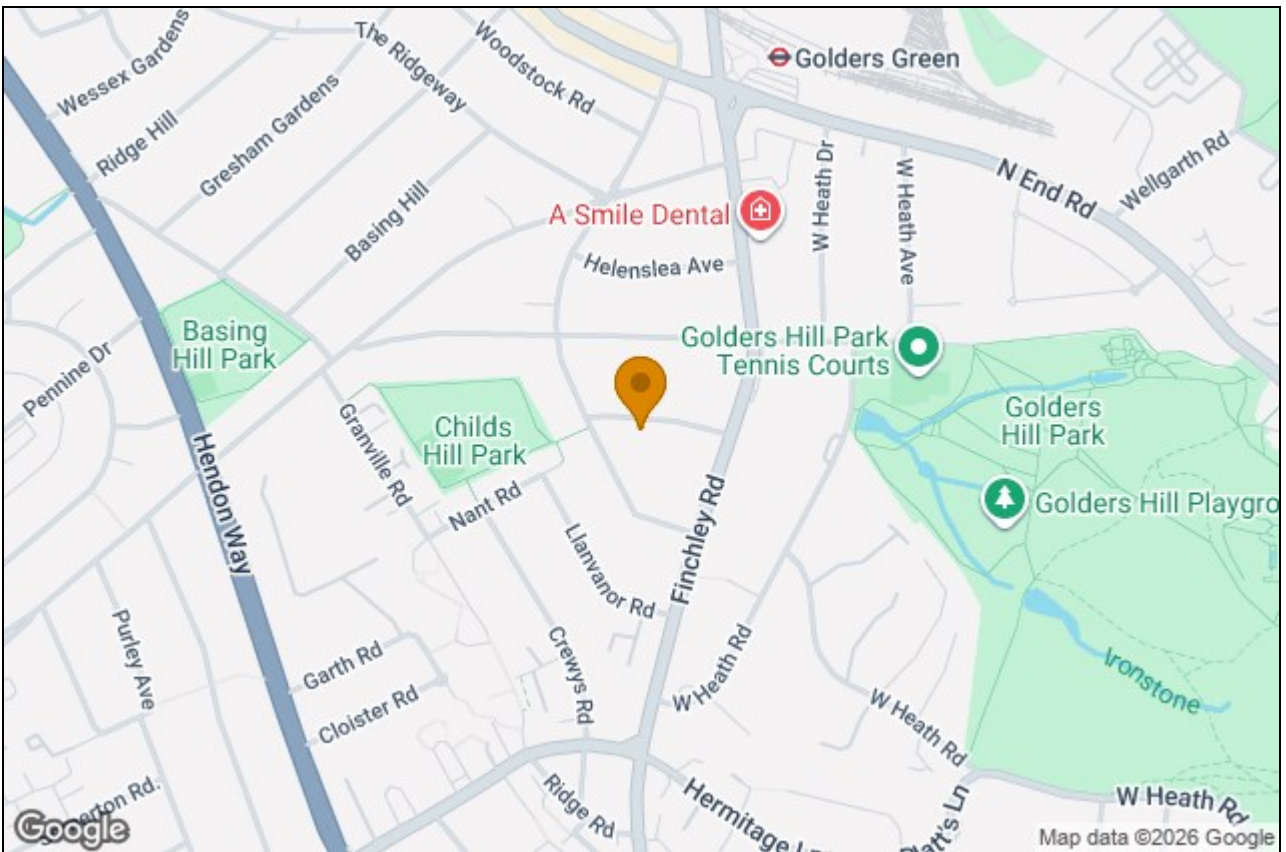 Wessex Gardens
The Ridgeway
Woodstock Rd
Golders Green
Ridge Hill
Gresham Gardens
Basing Hill
A Smile Dental
W Heath Dr
W Heath Ave
N End Rd
Wellgarth Rd
Helenslea Ave
Basing
Hill Park
Golders Hill Park
Tennis Courts
Pennine Dr
Golders
Hill Park
Childs
Hill Park
Granville Rd
Hendon Way
Nant Rd
Golders Hill Playgro
Finchley Rd
Llanvanor Rd
Purley Ave
Crewys Rd
Garth Rd
W Heath Rd
Ironstone
Cloister Rd
W Heath Rd
Ridge Rd
Hermitage
Platt's Ln
W Heath Rd
Google
Map data ©2026 Google